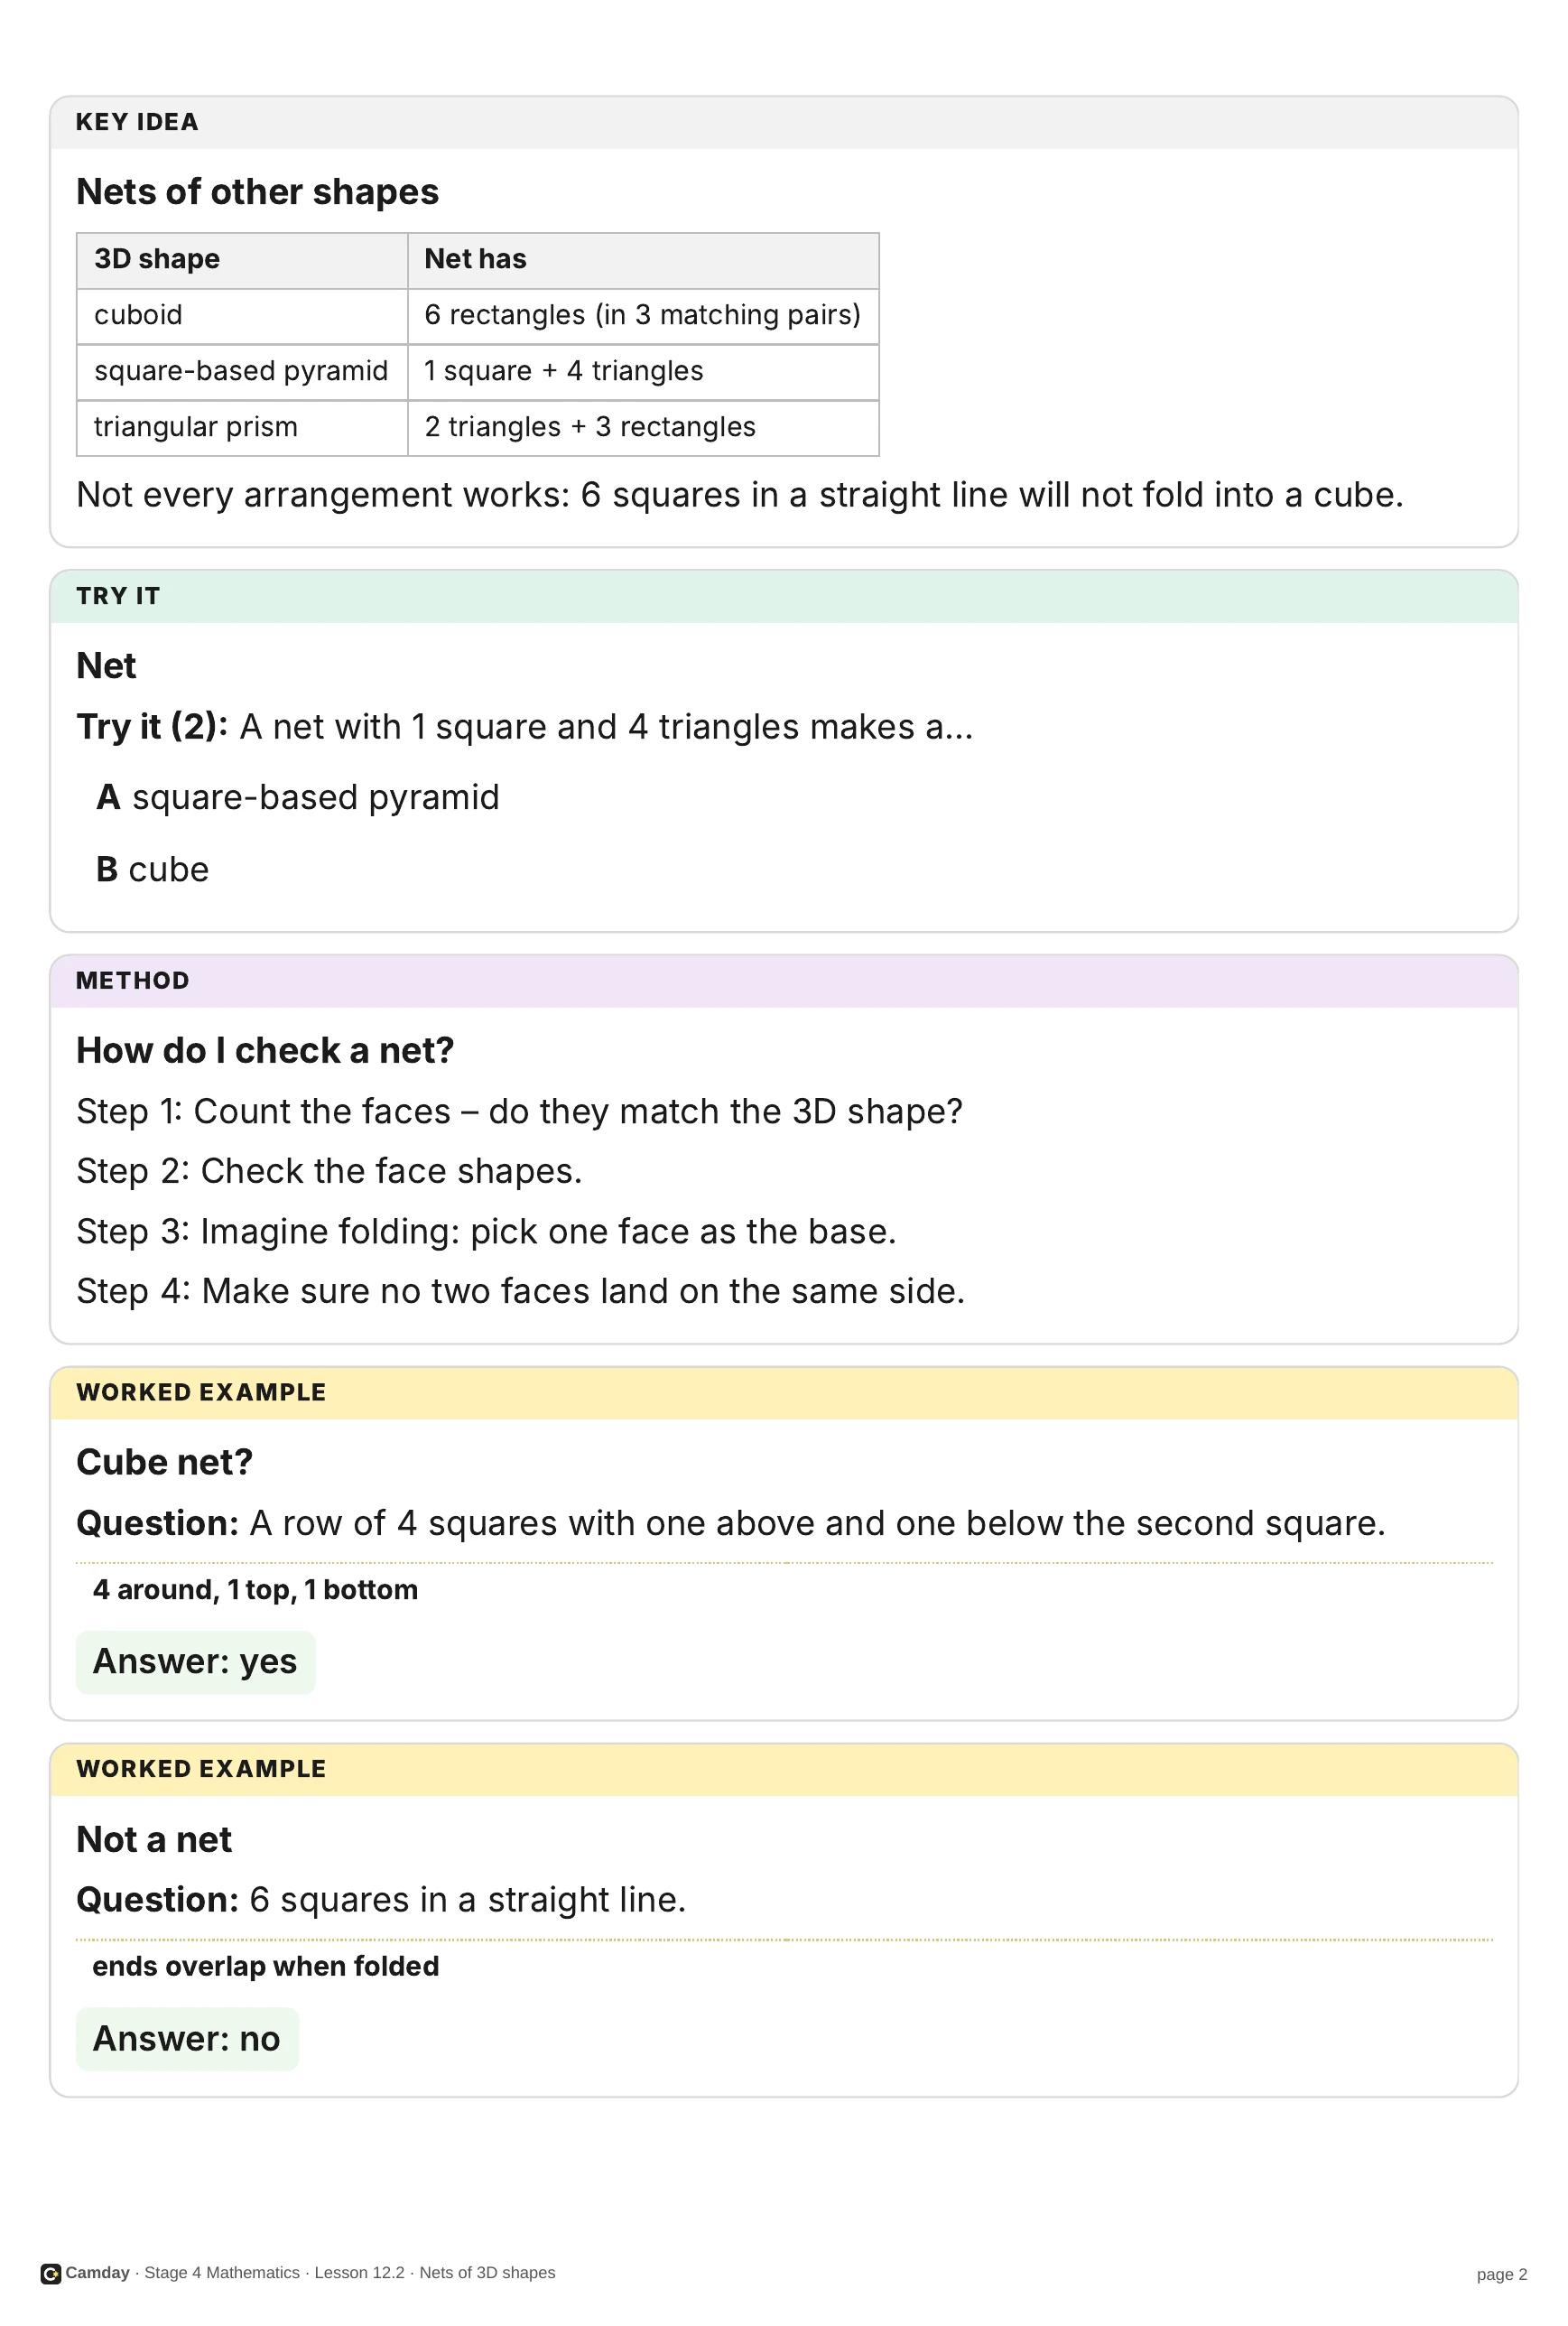 KEY IDEA
Nets of other shapes
3D shape Net has
cuboid 6 rectangles (in 3 matching pairs)
square-based pyramid 1 square + 4 triangles
triangular prism 2 triangles + 3 rectangles
Not every arrangement works: 6 squares in a straight line will not fold into a cube.
TRY IT
Net
Try it (2): A net with 1 square and 4 triangles makes a...
A square-based pyramid
B cube
METHOD
How do I check a net?
Step 1: Count the faces – do they match the 3D shape?
Step 2: Check the face shapes.
Step 3: Imagine folding: pick one face as the base.
Step 4: Make sure no two faces land on the same side.
WORKED EXAMPLE
Cube net?
Question: A row of 4 squares with one above and one below the second square.
4 around, 1 top, 1 bottom
Answer: yes
WORKED EXAMPLE
Not a net
Question: 6 squares in a straight line.
ends overlap when folded
Answer: no
Camday · Stage 4 Mathematics · Lesson 12.2 · Nets of 3D shapes page 2